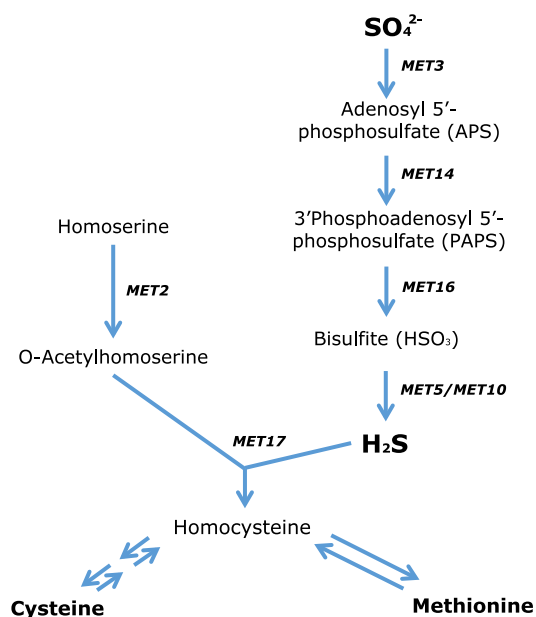 SO₄²⁻
MET3
Adenosyl 5′-
phosphosulfate (APS)
MET14
3′Phosphoadenosyl 5′-
phosphosulfate (PAPS)
Homoserine
MET2
MET16
Bisulfite (HSO₃)
O-Acetylhomoserine
MET5/MET10
MET17
H₂S
Homocysteine
Cysteine
Methionine